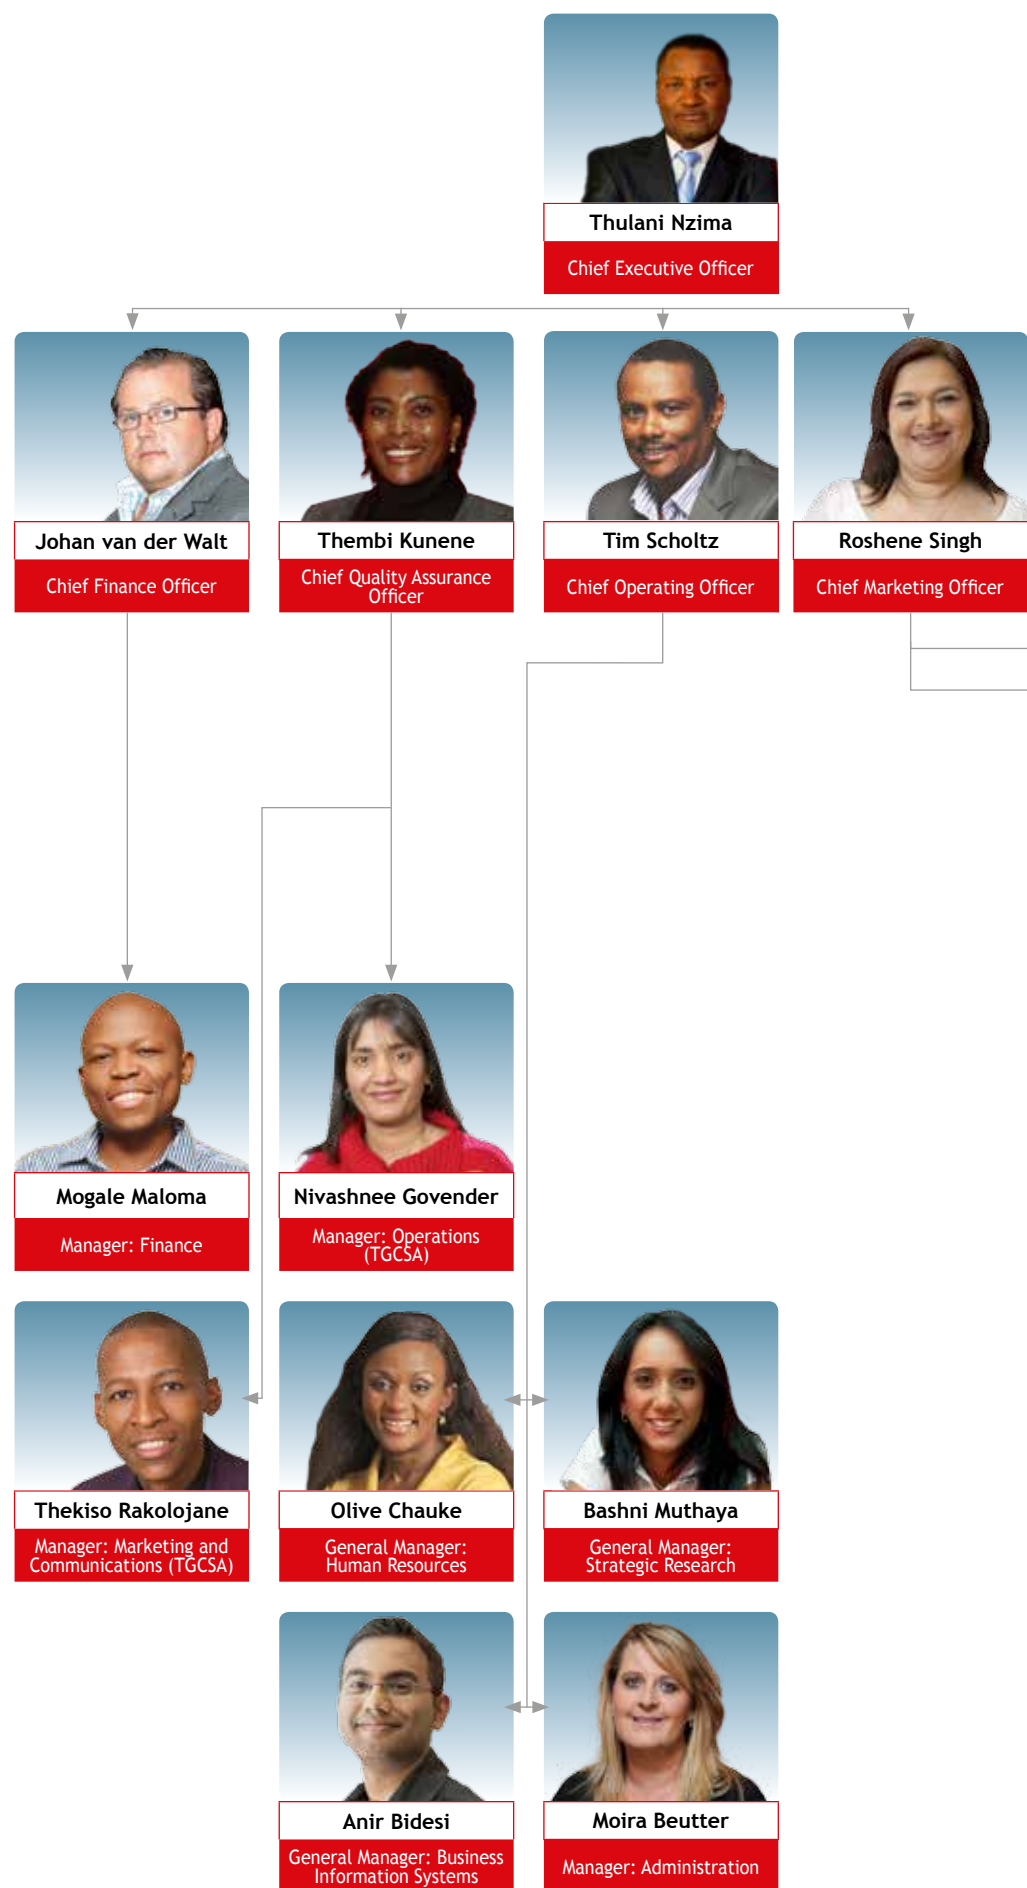 Thulani Nzima
Chief Executive Officer
Johan van der Walt
Chief Finance Officer
Thembi Kunene
Chief Quality Assurance
Officer
Tim Scholtz
Chief Operating Officer
Roshene Singh
Chief Marketing Officer
Mogale Maloma
Manager: Finance
Nivashnee Govender
Manager: Operations
(TGCSA)
Thekiso Rakolojane
Manager: Marketing and
Communications (TGCSA)
Olive Chauke
General Manager:
Human Resources
Bashni Muthaya
General Manager:
Strategic Research
Anir Bidesi
General Manager: Business
Information Systems
Moira Beutter
Manager: Administration